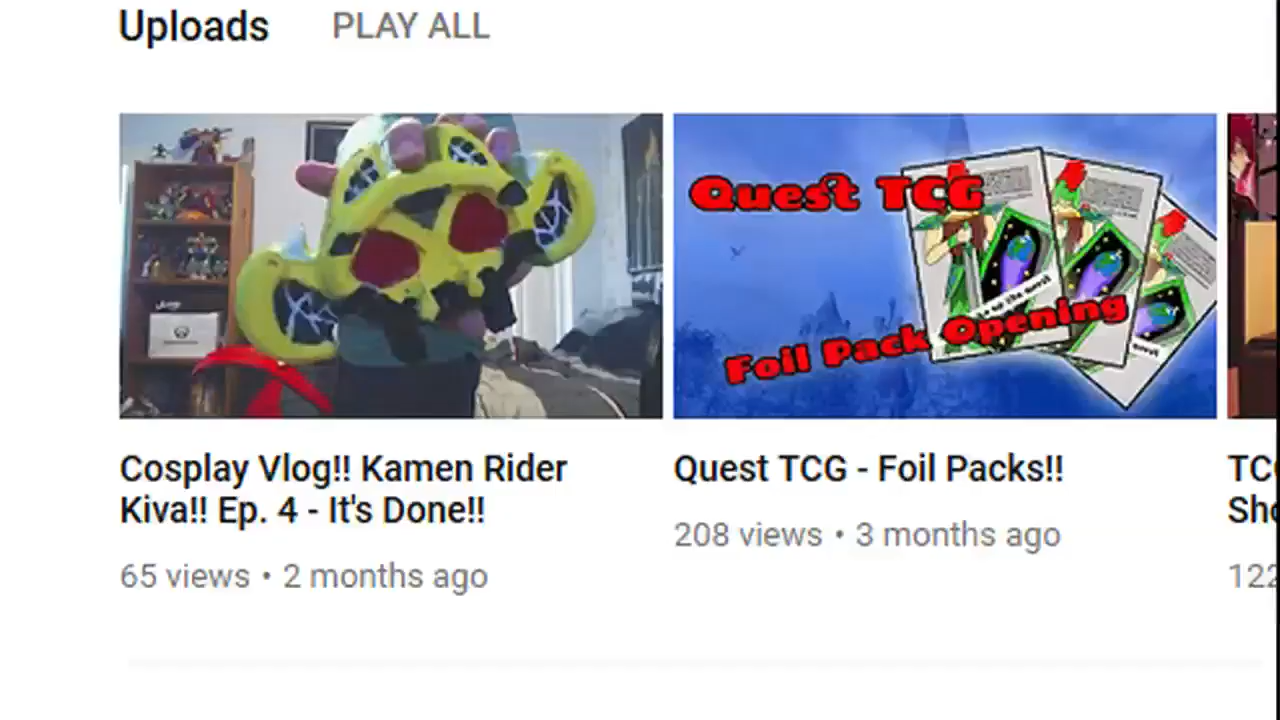 Uploads PLAY ALL
Quest TCG
Foil Pack Opening
Cosplay Vlog!! Kamen Rider
Kiva!! Ep. 4 - It's Done!!
65 views • 2 months ago
Quest TCG - Foil Packs!!
208 views • 3 months ago
122